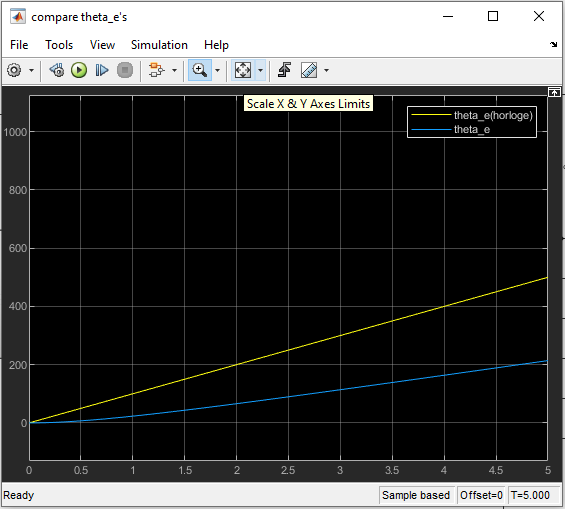 compare theta_e's
File Tools View Simulation Help
Scale X & Y Axes Limits
theta_e(horloge)
theta_e
1000
800
600
400
200
0
0 0.5 1 1.5 2 2.5 3 3.5 4 4.5 5
Ready Sample based Offset=0 T=5.000